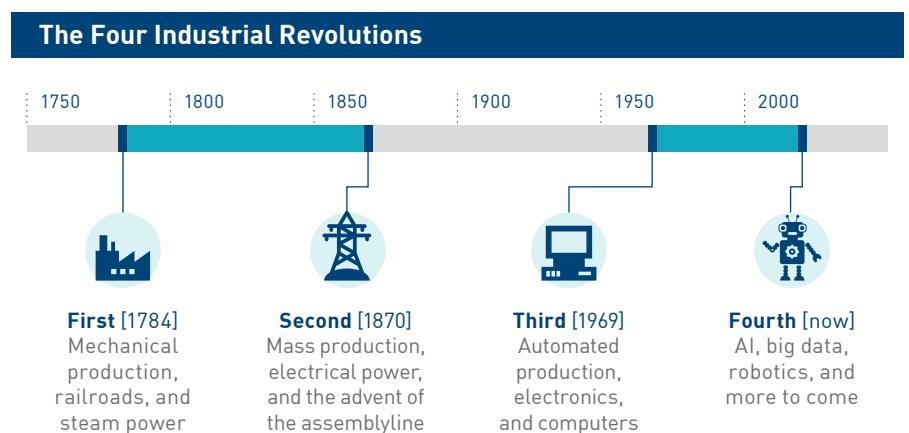 The Four Industrial Revolutions
1750 1800 1850 1900 1950 2000
First [1784]
Mechanical
production,
railroads, and
steam power
Second [1870]
Mass production,
electrical power,
and the advent of
the assemblyline
Third [1969]
Automated
production,
electronics,
and computers
Fourth [now]
AI, big data,
robotics, and
more to come